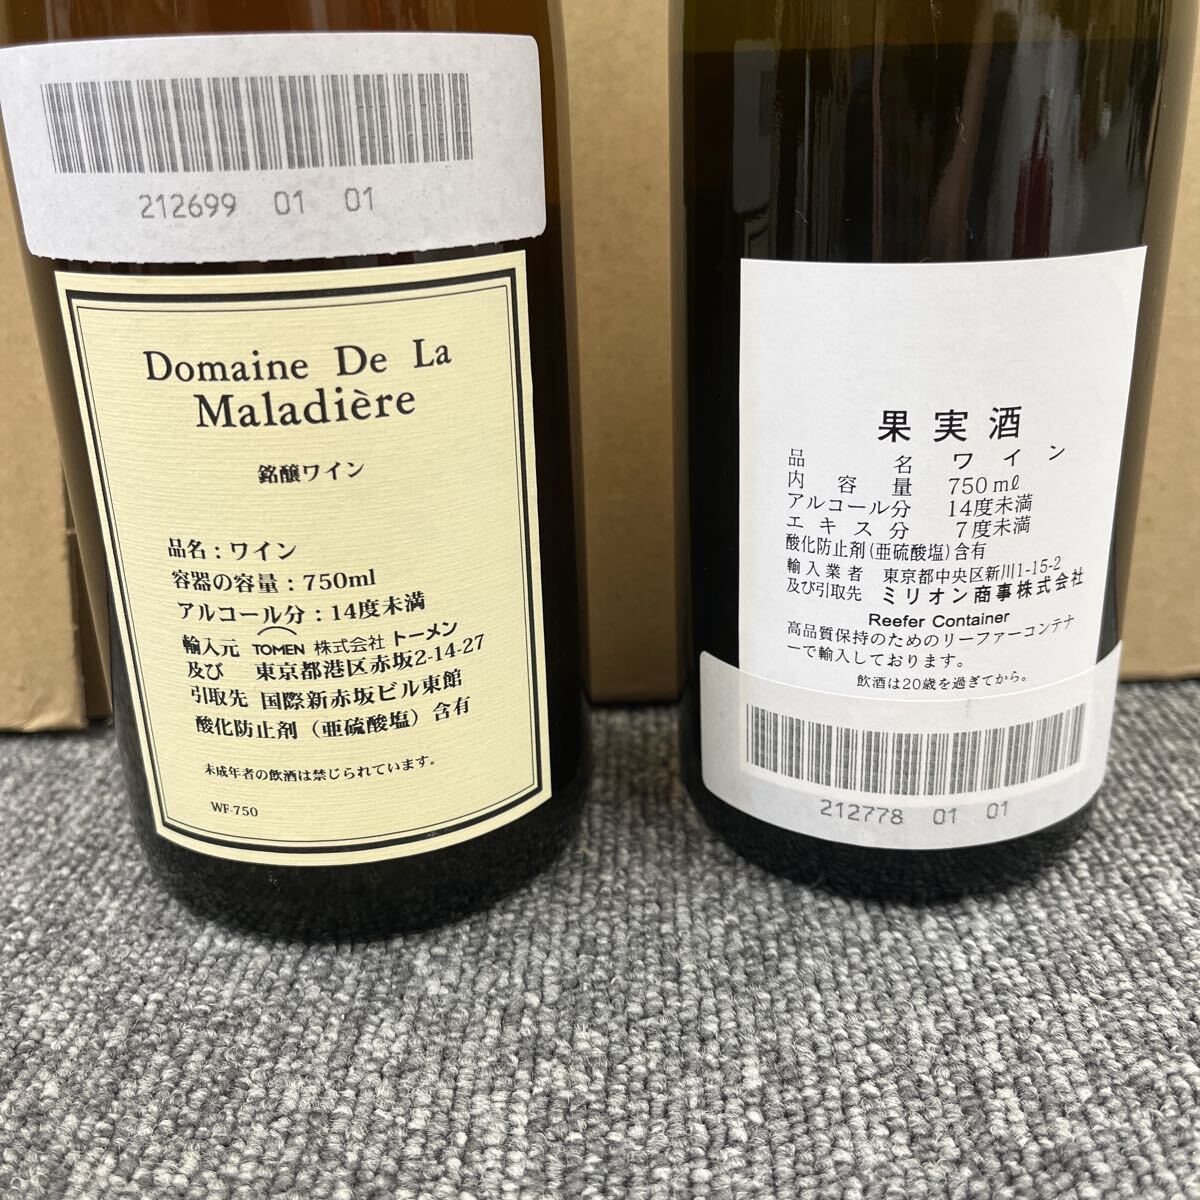 212699 01 01
Domaine De La
Maladière
銘醸ワイン
品名：ワイン
容器の容量：750ml
アルコール分：14度未満
輸入元 TOMEN 株式会社 トーメン
及び 東京都港区赤坂2-14-27
引取先 国際新赤坂ビル東館
酸化防止剤（亜硫酸塩）含有
未成年者の飲酒は禁じられています。
WF-750
果実酒
品名 ワイン
内容量 750mℓ
アルコール分 14度未満
エキス分 7度未満
酸化防止剤(亜硫酸塩)含有
輸入業者 東京都中央区新川1-15-2
及び引取先 ミリオン商事株式会社
Reefer Container
高品質保持のためのリーファーコンテナ
ーで輸入しております。
飲酒は20歳を過ぎてから。
212778 01 01